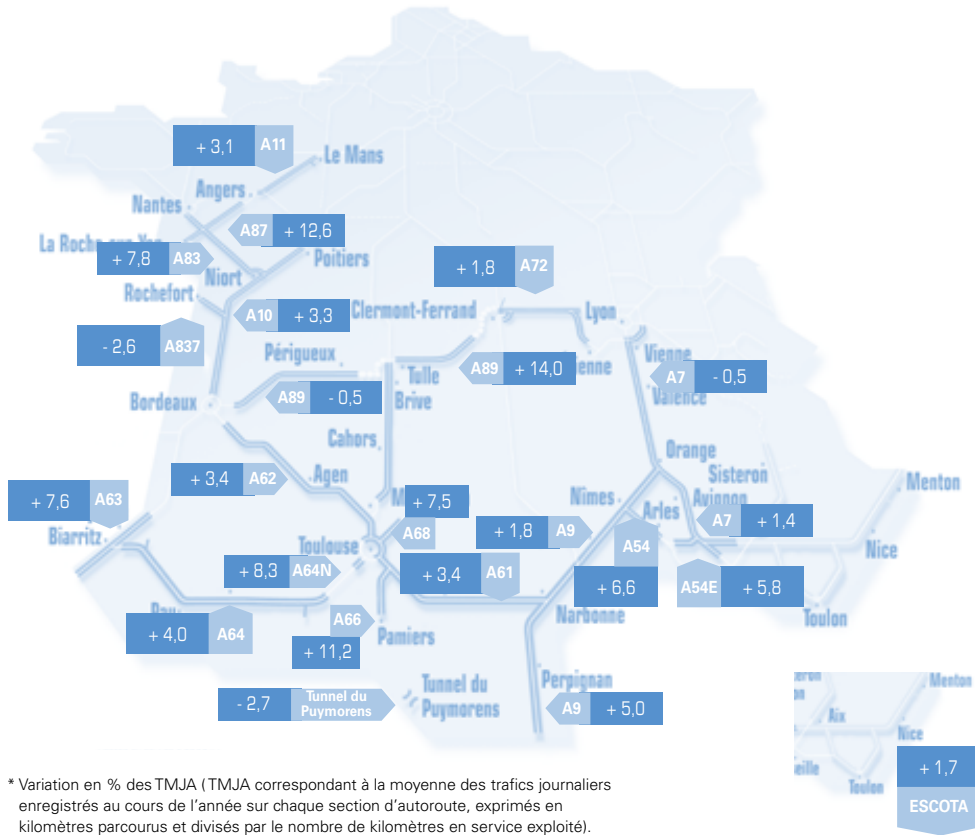 + 3,1 A11
Le Mans
Angers
Nantes
A87 + 12,6
La Roche-sur-Yon
+ 7,8 A83
Poitiers
Niort
+ 1,8 A72
Rochefort
A10 + 3,3
Clermont-Ferrand
Lyon
- 2,6 A837
Périgueux
Vienne
Tulle
A89 + 14,0
A7 - 0,5
Valence
A89 - 0,5
Brive
Bordeaux
Cahors
Orange
+ 3,4 A62
Agen
Sisteron
Menton
+ 7,6 A63
+ 7,5
Nîmes
Avignon
Arles
A7 + 1,4
Biarritz
A68
+ 1,8 A9
Toulouse
A54
Nice
+ 8,3 A64N
+ 3,4 A61
+ 6,6
A54E + 5,8
Pau
Narbonne
Toulon
+ 4,0 A64
A66
Pamiers
+ 11,2
Perpignan
- 2,7 Tunnel du
Puymorens
Tunnel du
Puymorens
A9 + 5,0
Menton
Aix
Nice
eille
Toulon
+ 1,7
ESCOTA
* Variation en % des TMJA (TMJA correspondant à la moyenne des trafics journaliers
enregistrés au cours de l'année sur chaque section d'autoroute, exprimés en
kilomètres parcourus et divisés par le nombre de kilomètres en service exploité).